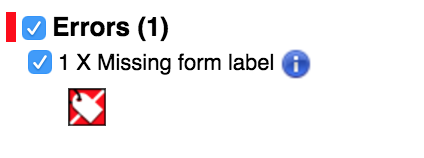 Errors (1)
1 X Missing form label